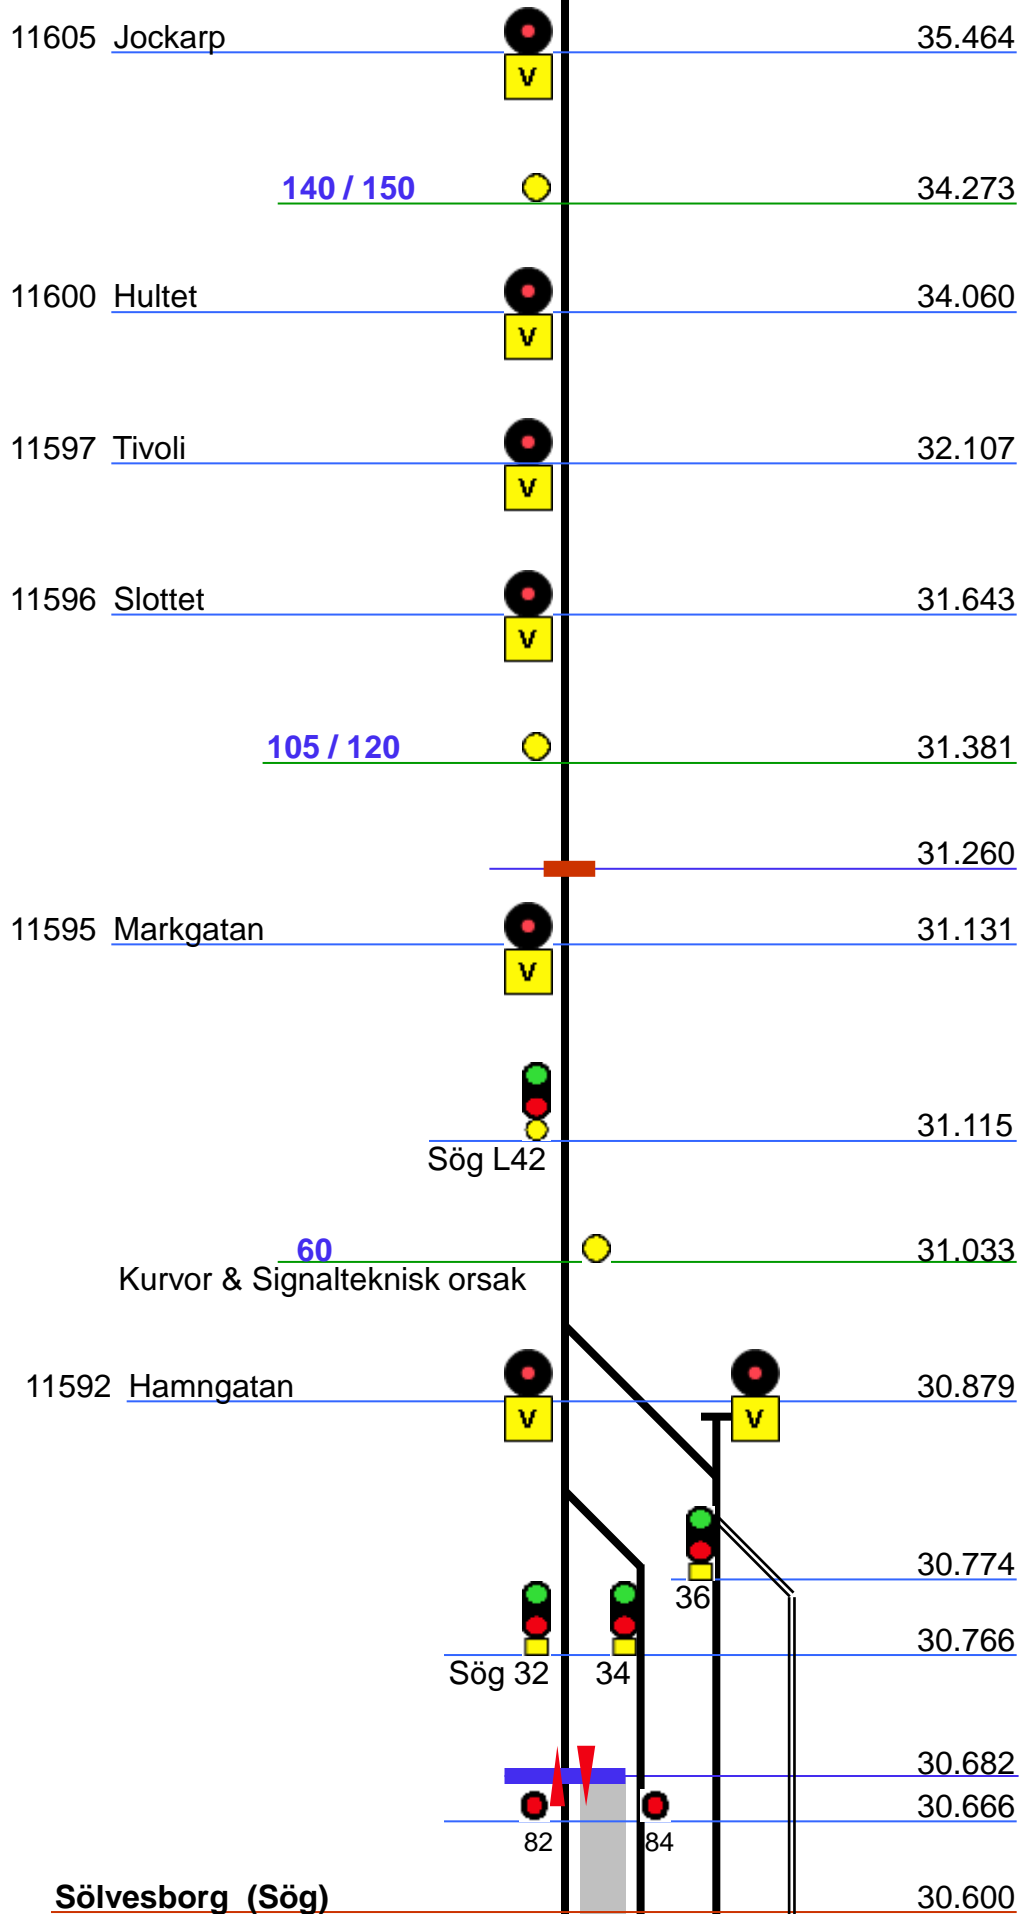 11605 Jockarp 35.464
V
140 / 150 34.273
11600 Hultet 34.060
V
11597 Tivoli 32.107
V
11596 Slottet 31.643
V
105 / 120 31.381
31.260
11595 Markgatan 31.131
V
31.115
Sög L42
60 31.033
Kurvor & Signalteknisk orsak
11592 Hamngatan 30.879
V V
30.774
36
30.766
Sög 32 34
30.682
30.666
82 84
Sölvesborg (Sög) 30.600